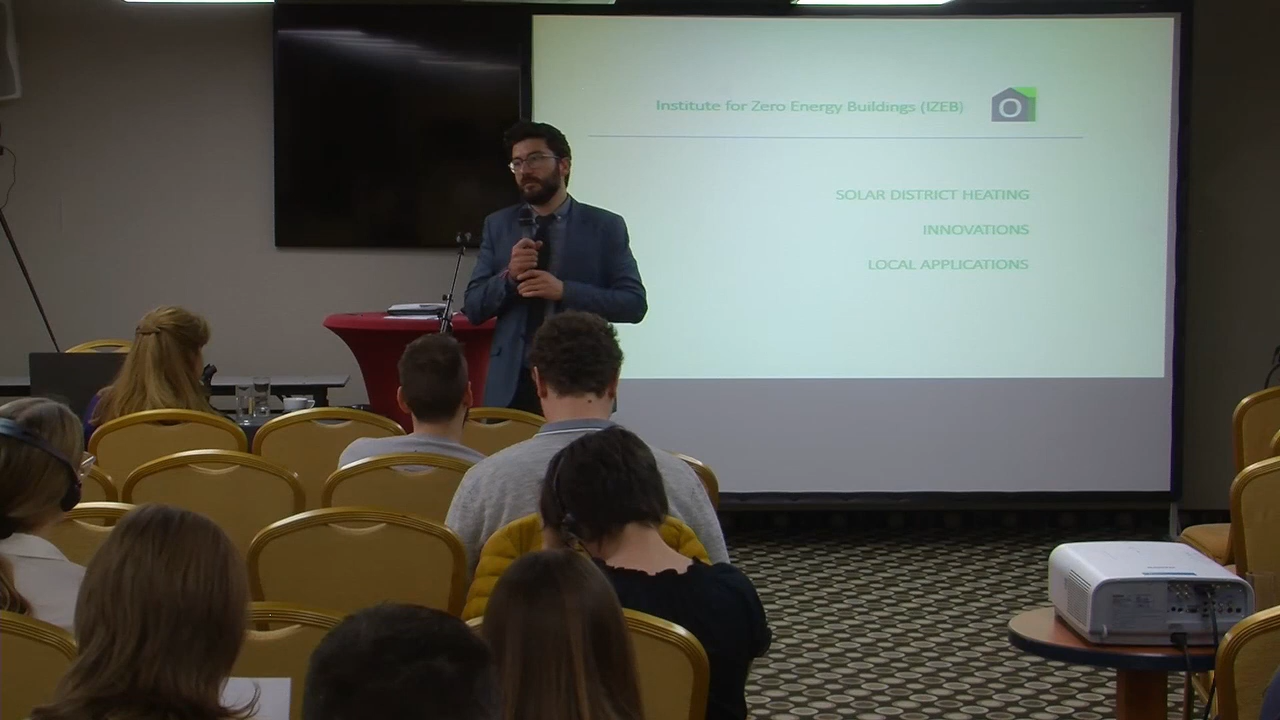 Institute for Zero Energy Buildings (IZEB)
SOLAR DISTRICT HEATING
INNOVATIONS
LOCAL APPLICATIONS